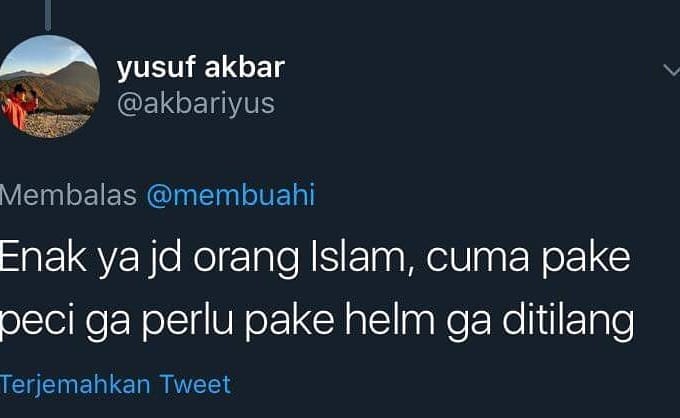 yusuf akbar
@akbariyus
Membalas @membuahi
Enak ya jd orang Islam, cuma pake
peci ga perlu pake helm ga ditilang
Terjemahkan Tweet